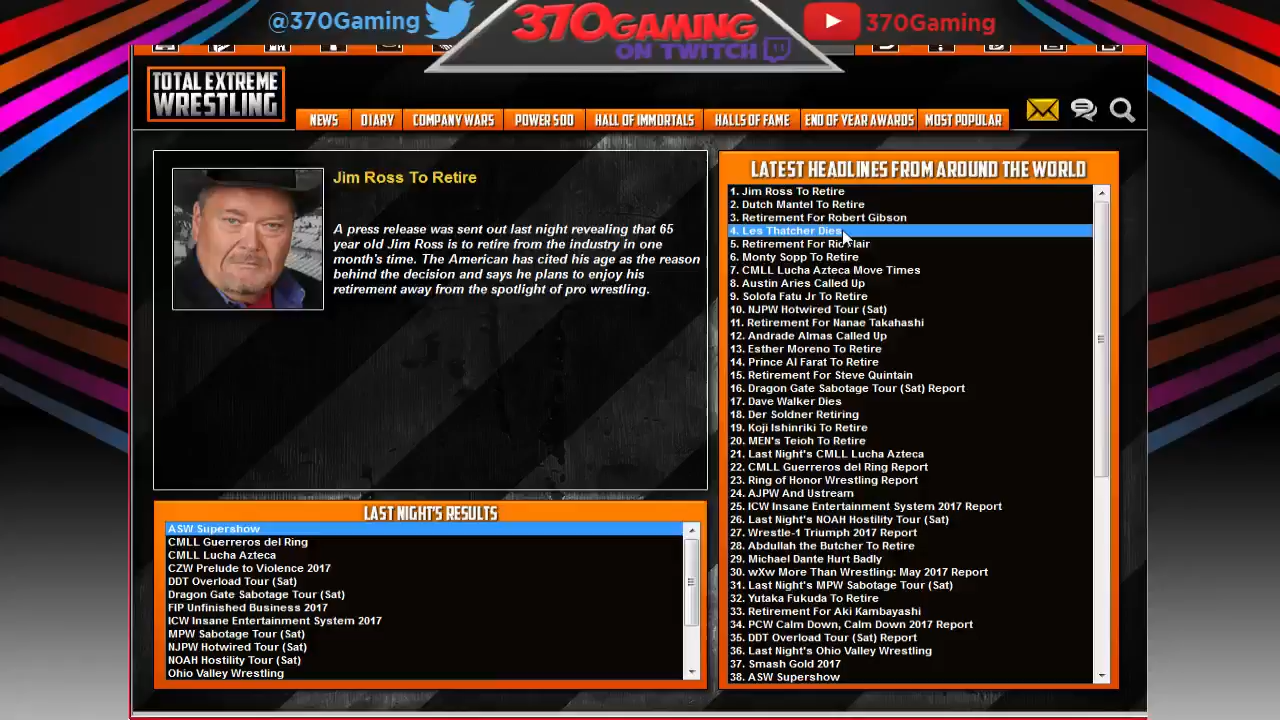 @370Gaming
370GAMING
ON TWITCH
370Gaming
TOTAL EXTREME
WRESTLING
NEWS
DIARY
COMPANY WARS
POWER 500
HALL OF IMMORTALS
HALLS OF FAME
END OF YEAR AWARDS
MOST POPULAR
Jim Ross To Retire
A press release was sent out last night revealing that 65
year old Jim Ross is to retire from the industry in one
month's time. The American has cited his age as the reason
behind the decision and says he plans to enjoy his
retirement away from the spotlight of pro wrestling.
LATEST HEADLINES FROM AROUND THE WORLD
1. Jim Ross To Retire
2. Dutch Mantel To Retire
3. Retirement For Robert Gibson
4. Les Thatcher Dies
5. Retirement For Ric Flair
6. Monty Sopp To Retire
7. CMLL Lucha Azteca Move Times
8. Austin Aries Called Up
9. Solofa Fatu Jr To Retire
10. NJPW Hotwired Tour (Sat)
11. Retirement For Nanae Takahashi
12. Andrade Almas Called Up
13. Esther Moreno To Retire
14. Prince Al Farat To Retire
15. Retirement For Steve Quintain
16. Dragon Gate Sabotage Tour (Sat) Report
17. Dave Walker Dies
18. Der Soldner Retiring
19. Koji Ishinriki To Retire
20. MEN's Teioh To Retire
21. Last Night's CMLL Lucha Azteca
22. CMLL Guerreros del Ring Report
23. Ring of Honor Wrestling Report
24. AJPW And Ustream
25. ICW Insane Entertainment System 2017 Report
26. Last Night's NOAH Hostility Tour (Sat)
27. Wrestle-1 Triumph 2017 Report
28. Abdullah the Butcher To Retire
29. Michael Dante Hurt Badly
30. wXw More Than Wrestling: May 2017 Report
31. Last Night's MPW Sabotage Tour (Sat)
32. Yutaka Fukuda To Retire
33. Retirement For Aki Kambayashi
34. PCW Calm Down, Calm Down 2017 Report
35. DDT Overload Tour (Sat) Report
36. Last Night's Ohio Valley Wrestling
37. Smash Gold 2017
38. ASW Supershow
LAST NIGHT'S RESULTS
ASW Supershow
CMLL Guerreros del Ring
CMLL Lucha Azteca
CZW Prelude to Violence 2017
DDT Overload Tour (Sat)
Dragon Gate Sabotage Tour (Sat)
FIP Unfinished Business 2017
ICW Insane Entertainment System 2017
MPW Sabotage Tour (Sat)
NJPW Hotwired Tour (Sat)
NOAH Hostility Tour (Sat)
Ohio Valley Wrestling